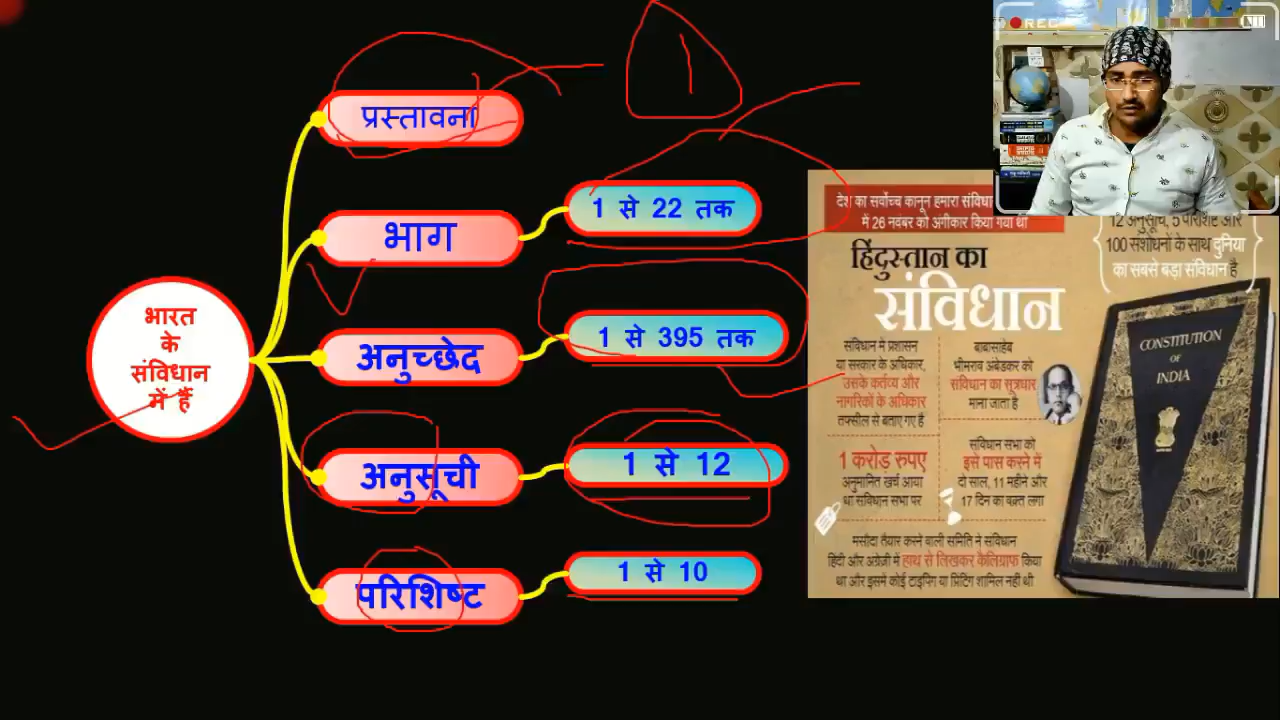 REC
प्रस्तावना
1 से 22 तक
भाग
भारत
के
संविधान
में हैं
1 से 395 तक
अनुच्छेद
1 से 12
अनुसूची
1 से 10
परिशिष्ट
देश का सर्वोच्च कानून हमारा
में 26 नवंबर को अंगीकार किया गया था
12 अनुसूची, 5 परिशिष्ट और
100 संशोधनों के साथ दुनिया
का सबसे बड़ा संविधान है
हिंदुस्तान का
संविधान
संविधान में प्रशासन
या सरकार के अधिकार,
उसके कर्तव्य और
नागरिकों के अधिकार
तफ्सील से बताए गए हैं
बाबासाहेब
भीमराव अंबेडकर को
संविधान का सूत्रधार
माना जाता है
1 करोड़ रुपए
अनुमानित खर्च आया
था संविधान सभा पर
संविधान सभा को
इसे पास करने में
दो साल, 11 महीने और
17 दिन का वक़्त लगा
मसौदा तैयार करने वाली समिति ने संविधान
हिंदी और अंग्रेजी में हाथ से लिखकर कैलिग्राफ किया
था और इसमें कोई टाइपिंग या प्रिंटिंग शामिल नहीं थी
CONSTITUTION
OF
INDIA